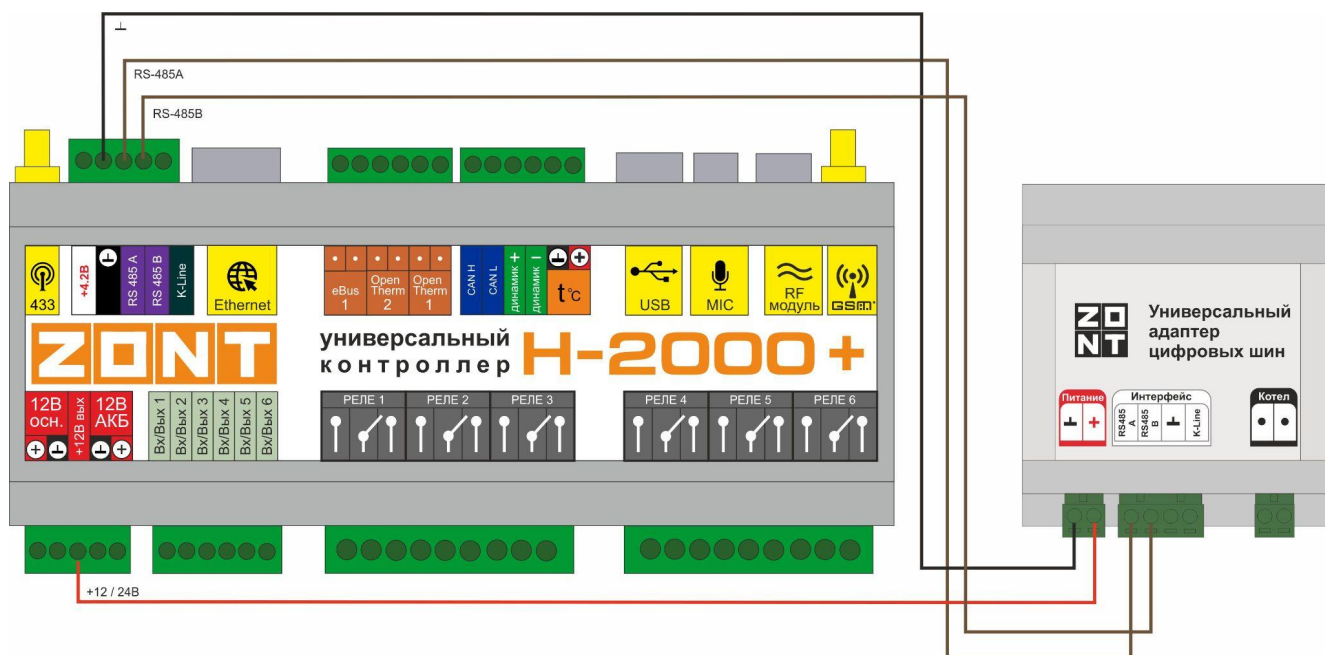 ⊥
RS-485A
RS-485B
433
+4.2В
⊥
RS 485 A
RS 485 B
K-Line
Ethernet
eBus
1
Open
Therm
2
Open
Therm
1
CAN H
CAN L
динамик +
динамик −
⊥ +
t°c
USB
MIC
RF
модуль
GSM
ZONT
универсальный
контроллер
H-2000+
12В
осн.
+12В вых
12В
АКБ
+ ⊥
⊥ +
Вх/Вых 1
Вх/Вых 2
Вх/Вых 3
Вх/Вых 4
Вх/Вых 5
Вх/Вых 6
РЕЛЕ 1
РЕЛЕ 2
РЕЛЕ 3
РЕЛЕ 4
РЕЛЕ 5
РЕЛЕ 6
+12 / 24В
ZO
NT
Универсальный
адаптер
цифровых шин
Питание
⊥ +
Интерфейс
RS485
A
RS485
B
⊥
K-Line
Котел